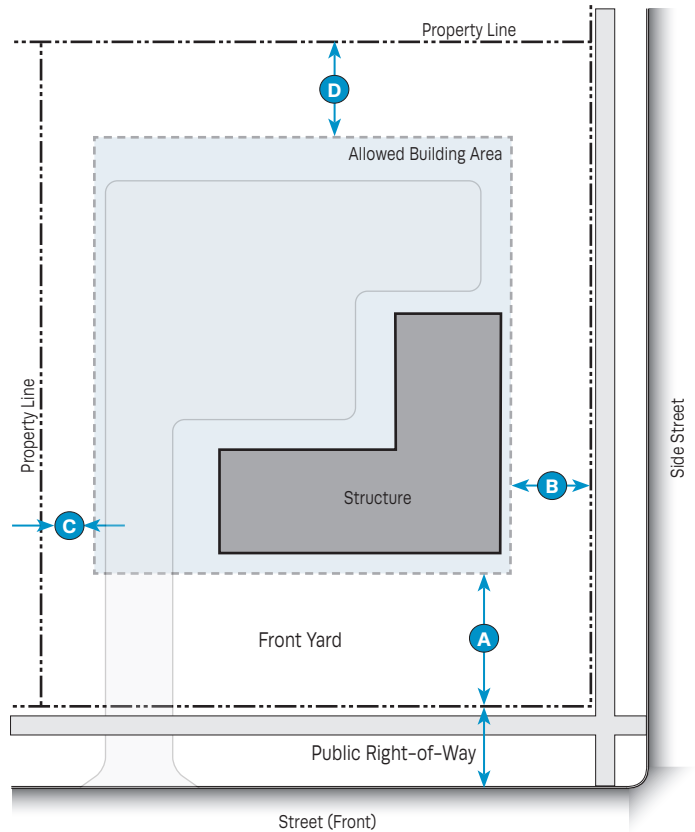 Property Line
D
Allowed Building Area
Property Line
Side Street
B
Structure
C
Front Yard
A
Public Right-of-Way
Street (Front)